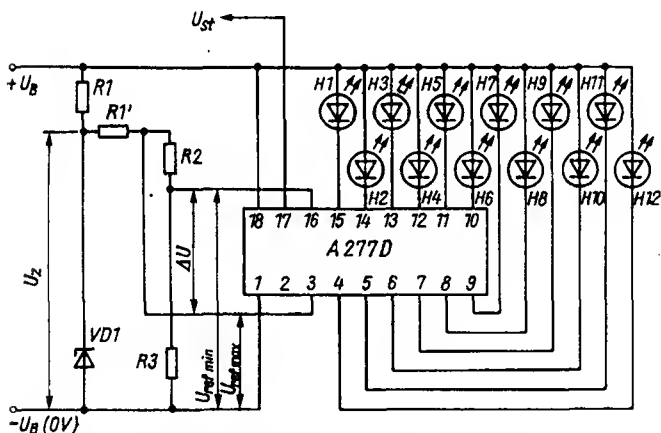 U_st
+U_B
R1
R1'
R2
H1
H3
H5
H7
H9
H11
H2
H4
H6
H8
H10
H12
18 17 16 15 14 13 12 11 10
A277D
1 2 3 4 5 6 7 8 9
ΔU
U_Z
VD1
R3
U_ref min
U_ref max
-U_B (0V)